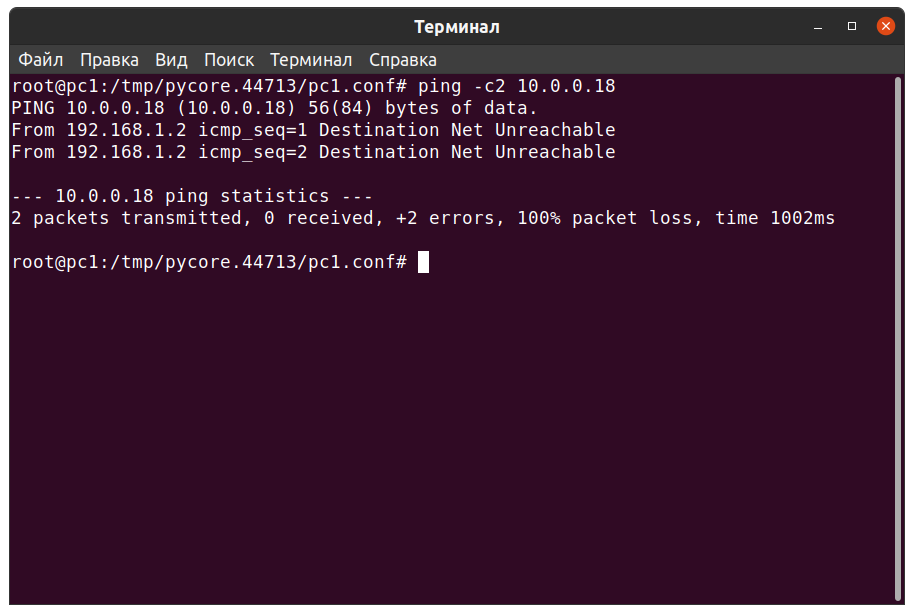 Терминал
Файл Правка Вид Поиск Терминал Справка
root@pc1:/tmp/pycore.44713/pc1.conf# ping -c2 10.0.0.18
PING 10.0.0.18 (10.0.0.18) 56(84) bytes of data.
From 192.168.1.2 icmp_seq=1 Destination Net Unreachable
From 192.168.1.2 icmp_seq=2 Destination Net Unreachable
--- 10.0.0.18 ping statistics ---
2 packets transmitted, 0 received, +2 errors, 100% packet loss, time 1002ms
root@pc1:/tmp/pycore.44713/pc1.conf#